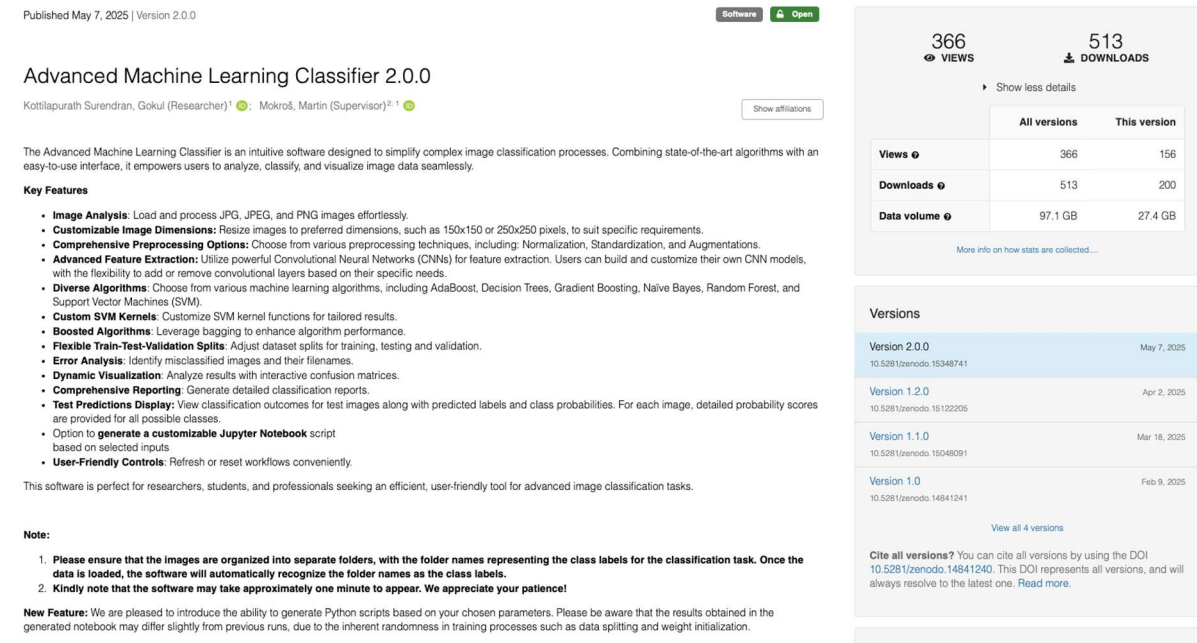 Published May 7, 2025 | Version 2.0.0
Software
Open
Advanced Machine Learning Classifier 2.0.0
Kottilapurath Surendran, Gokul (Researcher)1 iD; Mokroš, Martin (Supervisor)2, 1 iD
Show affiliations
The Advanced Machine Learning Classifier is an intuitive software designed to simplify complex image classification processes. Combining state-of-the-art algorithms with an
easy-to-use interface, it empowers users to analyze, classify, and visualize image data seamlessly.
Key Features
• Image Analysis: Load and process JPG, JPEG, and PNG images effortlessly.
• Customizable Image Dimensions: Resize images to preferred dimensions, such as 150x150 or 250x250 pixels, to suit specific requirements.
• Comprehensive Preprocessing Options: Choose from various preprocessing techniques, including: Normalization, Standardization, and Augmentations.
• Advanced Feature Extraction: Utilize powerful Convolutional Neural Networks (CNNs) for feature extraction. Users can build and customize their own CNN models,
with the flexibility to add or remove convolutional layers based on their specific needs.
• Diverse Algorithms: Choose from various machine learning algorithms, including AdaBoost, Decision Trees, Gradient Boosting, Naïve Bayes, Random Forest, and
Support Vector Machines (SVM).
• Custom SVM Kernels: Customize SVM kernel functions for tailored results.
• Boosted Algorithms: Leverage bagging to enhance algorithm performance.
• Flexible Train-Test-Validation Splits: Adjust dataset splits for training, testing and validation.
• Error Analysis: Identify misclassified images and their filenames.
• Dynamic Visualization: Analyze results with interactive confusion matrices.
• Comprehensive Reporting: Generate detailed classification reports.
• Test Predictions Display: View classification outcomes for test images along with predicted labels and class probabilities. For each image, detailed probability scores
are provided for all possible classes.
• Option to generate a customizable Jupyter Notebook script
based on selected inputs
• User-Friendly Controls: Refresh or reset workflows conveniently.
This software is perfect for researchers, students, and professionals seeking an efficient, user-friendly tool for advanced image classification tasks.
Note:
1. Please ensure that the images are organized into separate folders, with the folder names representing the class labels for the classification task. Once the
data is loaded, the software will automatically recognize the folder names as the class labels.
2. Kindly note that the software may take approximately one minute to appear. We appreciate your patience!
New Feature: We are pleased to introduce the ability to generate Python scripts based on your chosen parameters. Please be aware that the results obtained in the
generated notebook may differ slightly from previous runs, due to the inherent randomness in training processes such as data splitting and weight initialization.
366 513
VIEWS DOWNLOADS
Show less details
All versions This version
Views 366 156
Downloads 513 200
Data volume 97.1 GB 27.4 GB
More info on how stats are collected....
Versions
Version 2.0.0 May 7, 2025
10.5281/zenodo.15348741
Version 1.2.0 Apr 2, 2025
10.5281/zenodo.15122205
Version 1.1.0 Mar 18, 2025
10.5281/zenodo.15048091
Version 1.0 Feb 9, 2025
10.5281/zenodo.14841241
View all 4 versions
Cite all versions? You can cite all versions by using the DOI
10.5281/zenodo.14841240. This DOI represents all versions, and will
always resolve to the latest one. Read more.